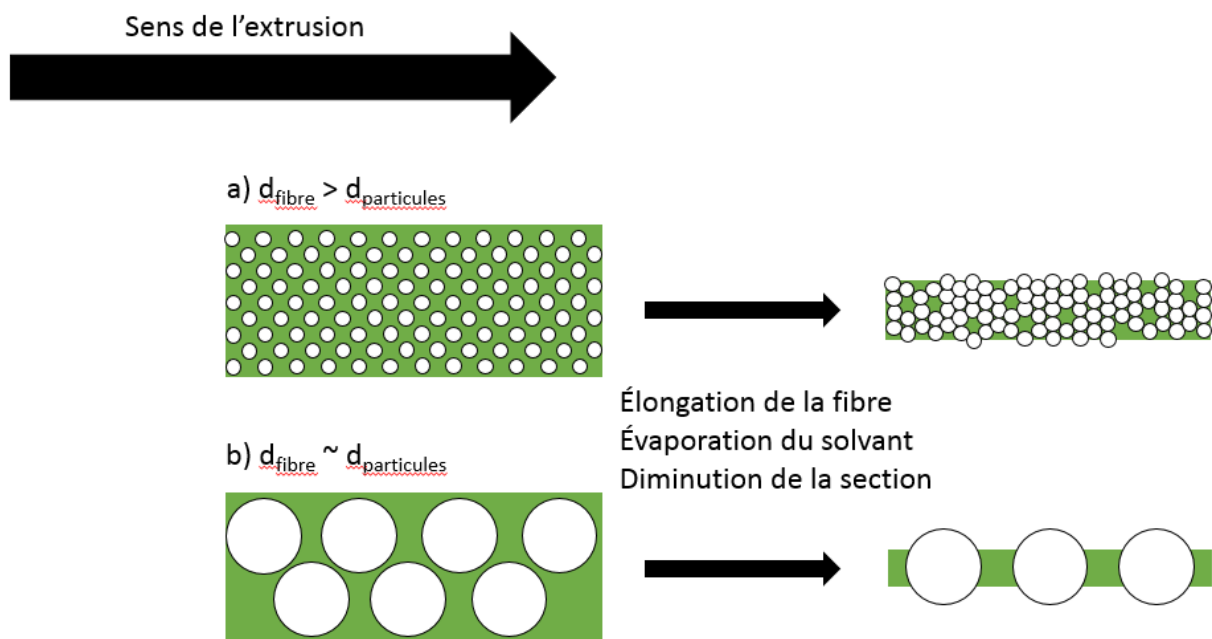 Sens de l’extrusion
a) dfibre > dparticules
Élongation de la fibre
Évaporation du solvant
Diminution de la section
b) dfibre ~ dparticules